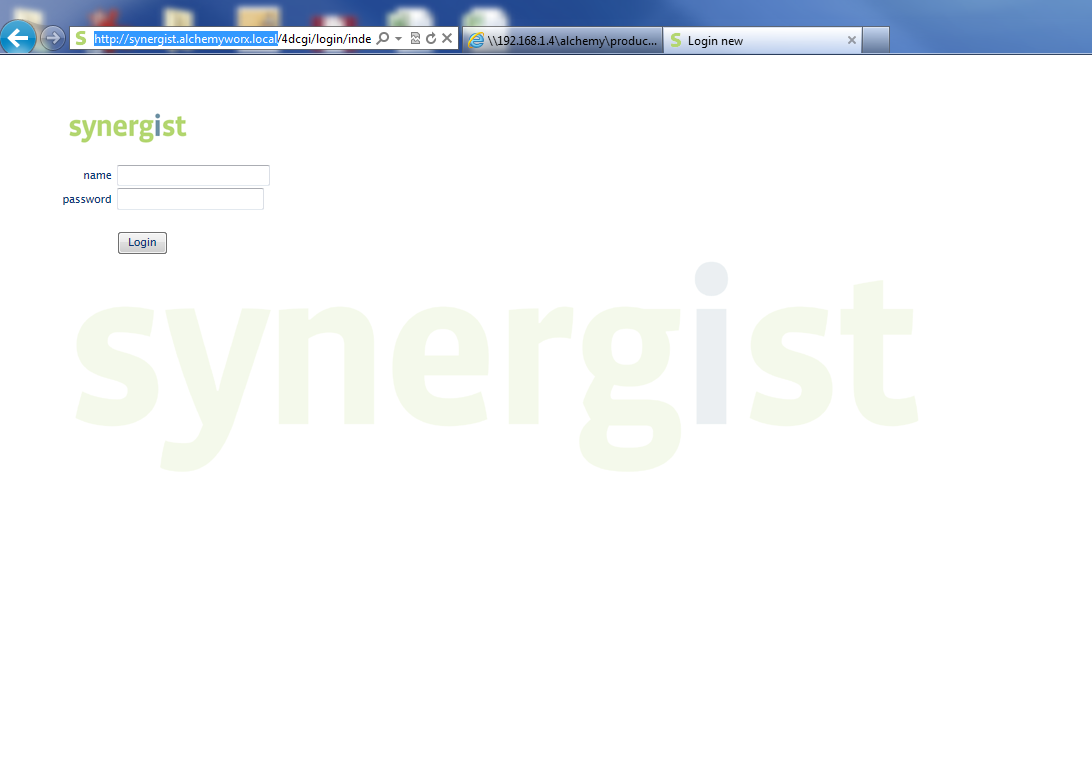 http://synergist.alchemyworx.local/4dcgi/login/inde
\\192.168.1.4\alchemy\produc...
Login new
synergist
name
password
Login
synergist